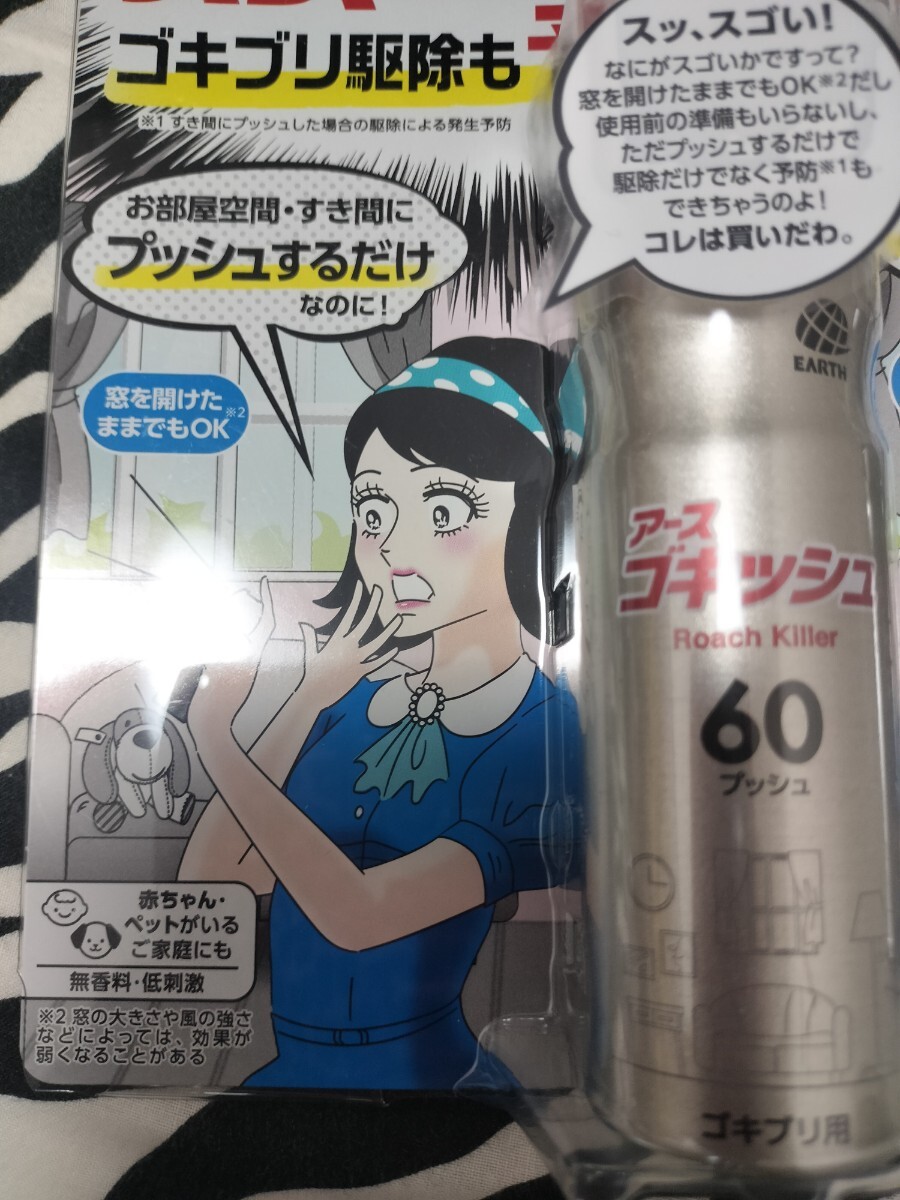 ゴキブリ駆除も
※1 すき間にプッシュした場合の駆除による発生予防
お部屋空間・すき間に
プッシュするだけ
なのに!
窓を開けた
ままでもOK※2
スッ、スゴい!
なにがスゴいかですって?
窓を開けたままでもOK※2だし
使用前の準備もいらないし、
ただプッシュするだけで
駆除だけでなく予防※1も
できちゃうのよ!
コレは買いだわ。
EARTH
アース
ゴキッシュ
Roach Killer
60
プッシュ
ゴキブリ用
赤ちゃん・
ペットがいる
ご家庭にも
無香料・低刺激
※2 窓の大きさや風の強さ
などによっては、効果が
弱くなることがある